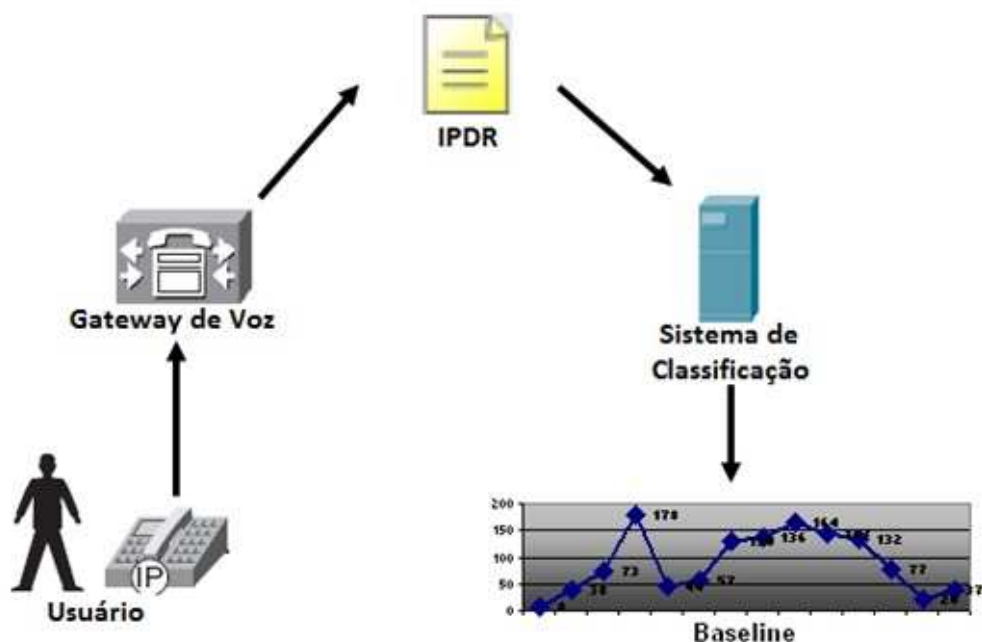 IPDR
Gateway de Voz
Sistema de
Classificação
IP
Usuário
200
150
100
50
0
38
73
178
57
136
164
132
77
37
Baseline